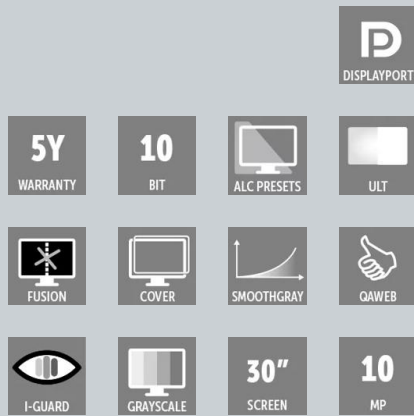 DISPLAYPORT
5Y
WARRANTY
10
BIT
ALC PRESETS
ULT
FUSION
COVER
SMOOTHGRAY
QAWEB
I-GUARD
GRAYSCALE
30"
SCREEN
10
MP